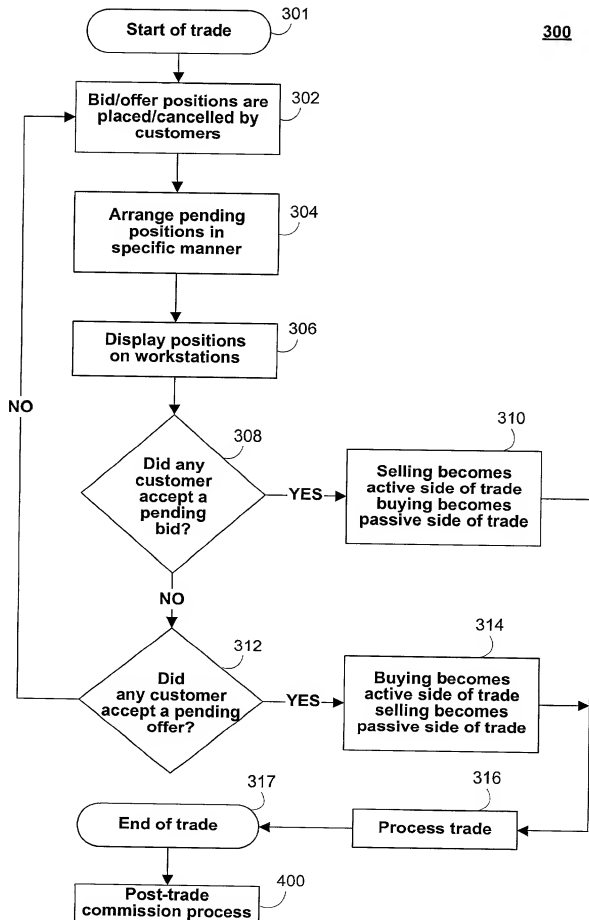 Start of trade
301
300
Bid/offer positions are
placed/cancelled by
customers
302
Arrange pending
positions in
specific manner
304
Display positions
on workstations
306
NO
308
Did any
customer
accept a
pending
bid?
YES
310
Selling becomes
active side of trade
buying becomes
passive side of trade
NO
312
Did
any customer
accept a pending
offer?
YES
314
Buying becomes
active side of trade
selling becomes
passive side of trade
317
End of trade
316
Process trade
Post-trade
commission process
400